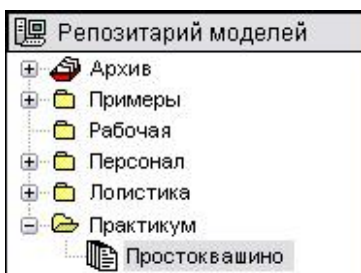 Репозитарий моделей
Архив
Примеры
Рабочая
Персонал
Логистика
Практикум
Простоквашино